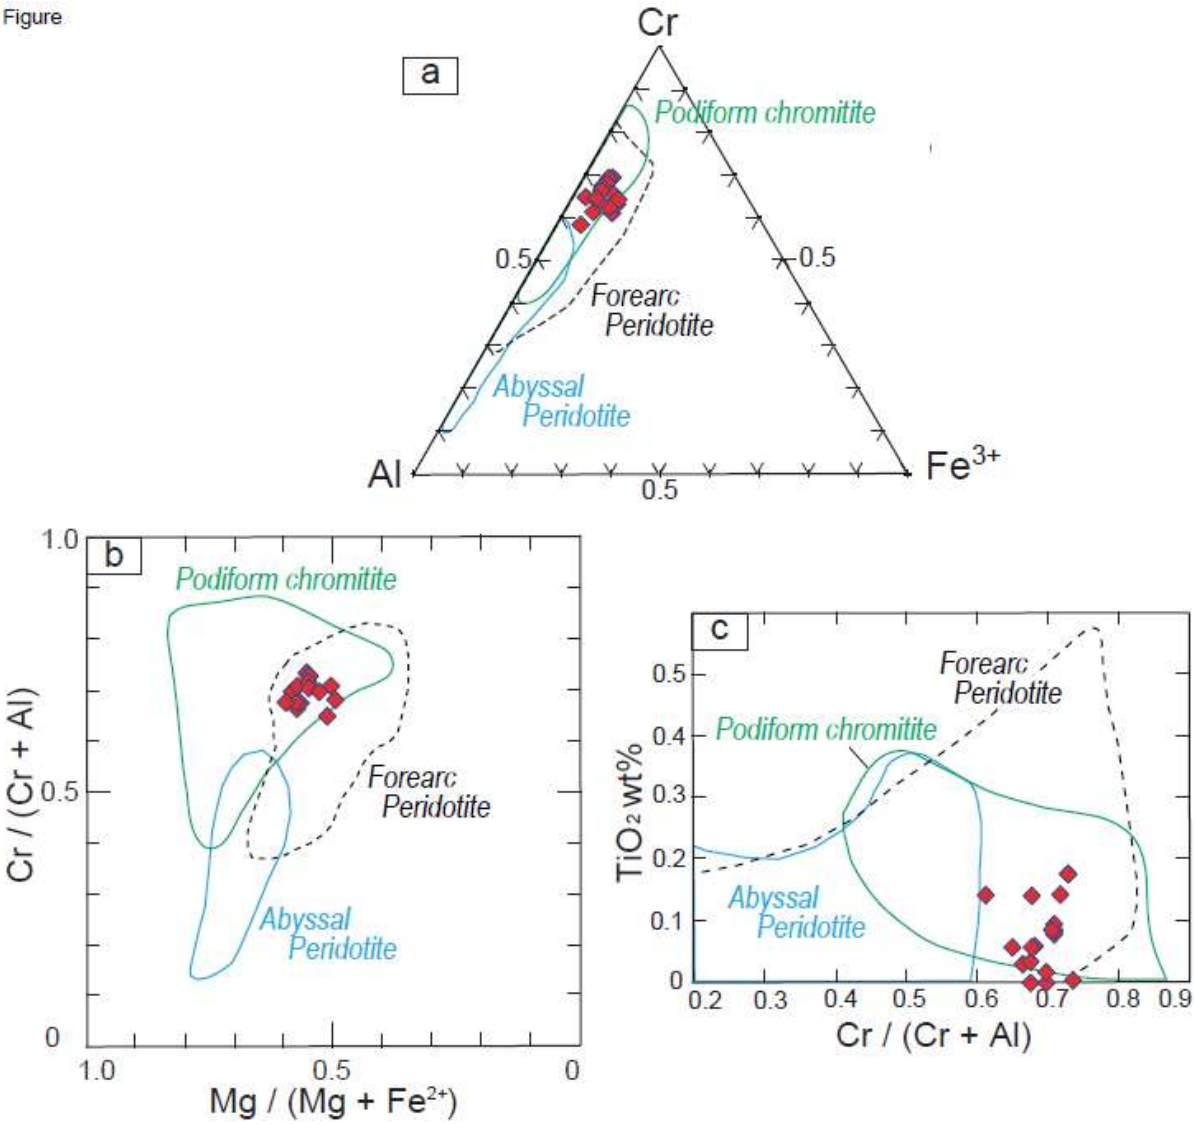 Figure
Cr
a
Podiform chromitite
0.5
0.5
Forearc
Peridotite
Abyssal
Peridotite
Al
Fe³⁺
0.5
1.0
b
Podiform chromitite
Cr / (Cr + Al)
0.5
Forearc
Peridotite
Abyssal
Peridotite
0
1.0
0.5
0
Mg / (Mg + Fe²⁺)
c
Forearc
Peridotite
0.5
Podiform chromitite
0.4
TiO₂ wt%
0.3
0.2
Abyssal
Peridotite
0.1
0
0.2
0.3
0.4
0.5
0.6
0.7
0.8
0.9
Cr / (Cr + Al)